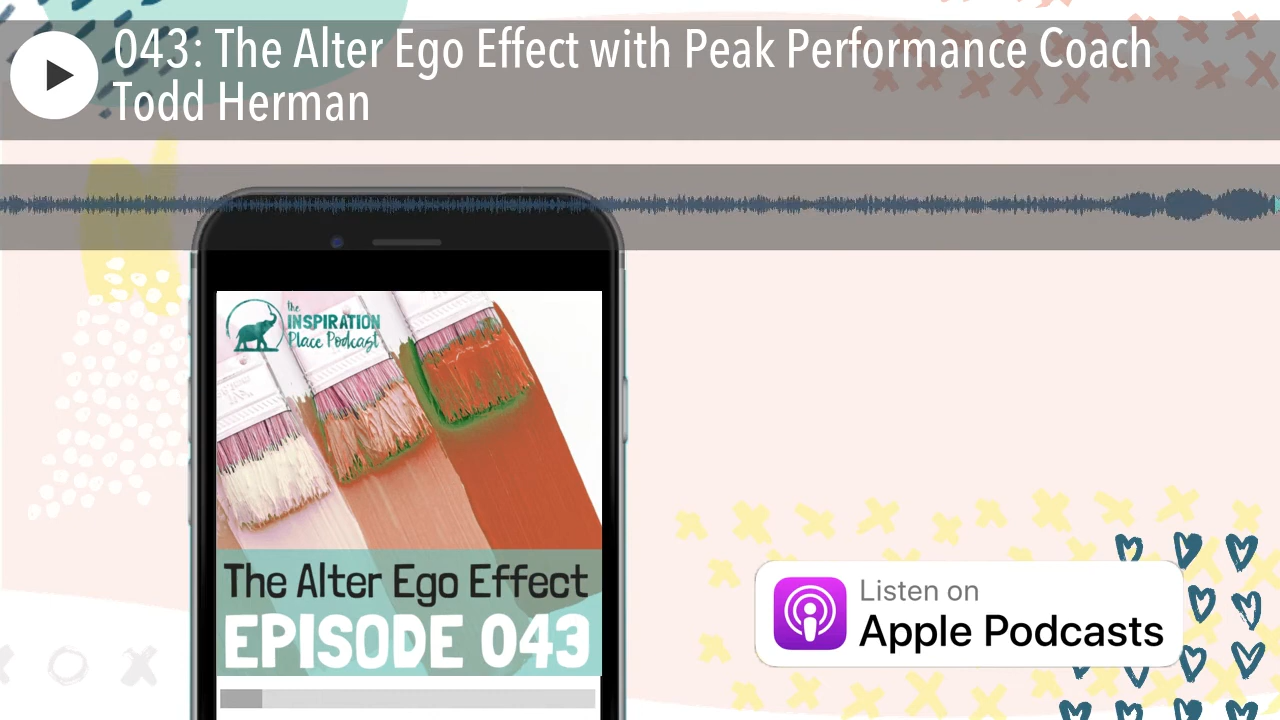 043: The Alter Ego Effect with Peak Performance Coach
Todd Herman
the
INSPIRATION
Place Podcast
The Alter Ego Effect
EPISODE 043
Listen on
Apple Podcasts